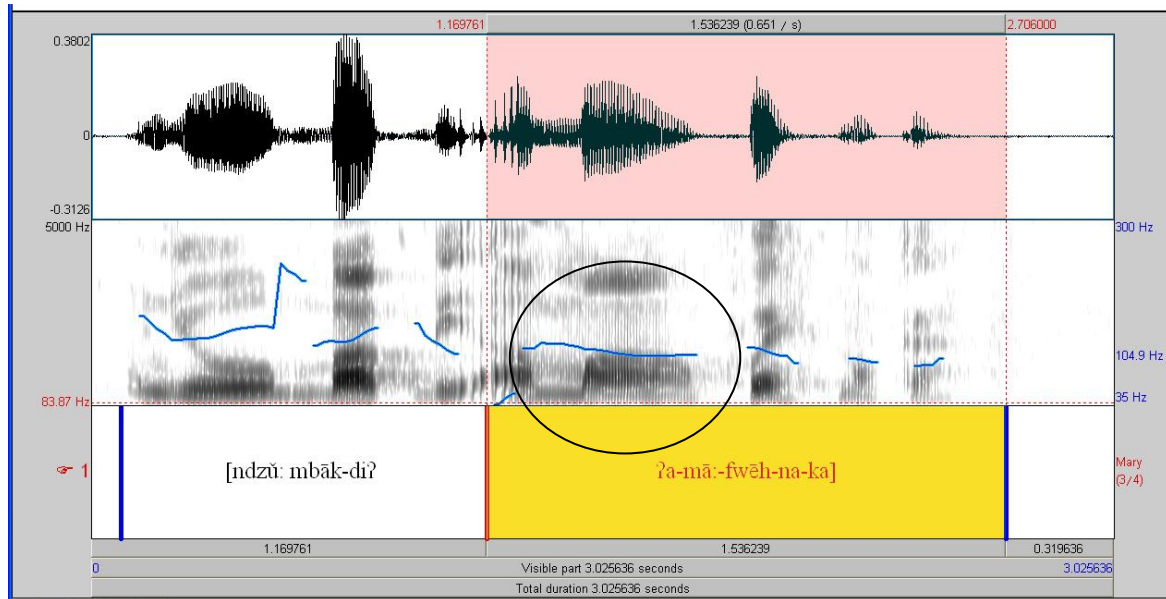 1.169761 1.536239 (0.651 / s) 2.706000
0.3802
0
-0.3126
5000 Hz 300 Hz
104.9 Hz
83.87 Hz 35 Hz
☞ 1 [ndzǔː mbāk-diʔ ʔa-māː-fwēh-na-ka] Mary
(3/4)
1.169761 1.536239 0.319636
0 Visible part 3.025636 seconds 3.025636
Total duration 3.025636 seconds